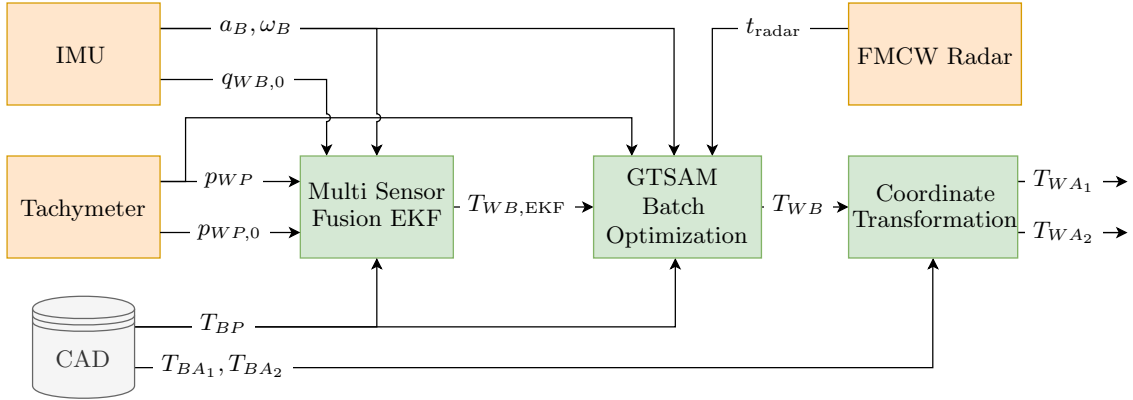 IMU
a_B, ω_B
q_{WB,0}
t_radar
FMCW Radar
Tachymeter
p_{WP}
p_{WP,0}
Multi Sensor
Fusion EKF
T_{WB,EKF}
GTSAM
Batch
Optimization
T_{WB}
Coordinate
Transformation
T_{WA_1}
T_{WA_2}
CAD
T_{BP}
T_{BA_1}, T_{BA_2}